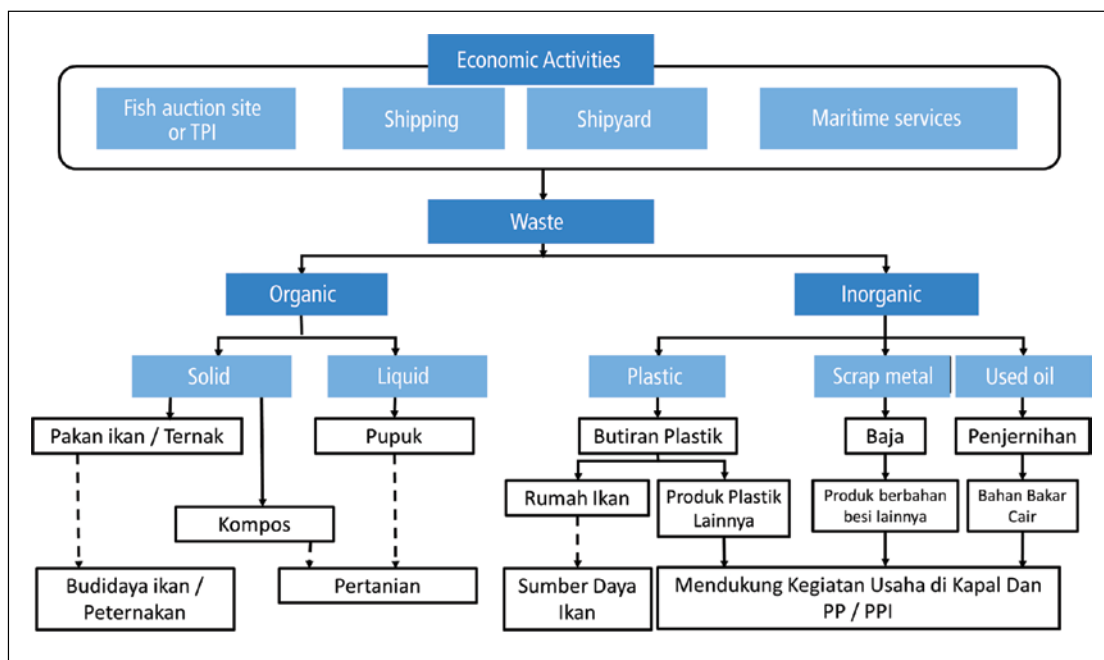 Economic Activities
Fish auction site
or TPI
Shipping
Shipyard
Maritime services
Waste
Organic
Inorganic
Solid
Liquid
Plastic
Scrap metal
Used oil
Pakan ikan / Ternak
Pupuk
Butiran Plastik
Baja
Penjernihan
Kompos
Rumah Ikan
Produk Plastik
Lainnya
Produk berbahan
besi lainnya
Bahan Bakar
Cair
Budidaya ikan /
Peternakan
Pertanian
Sumber Daya
Ikan
Mendukung Kegiatan Usaha di Kapal Dan
PP / PPI